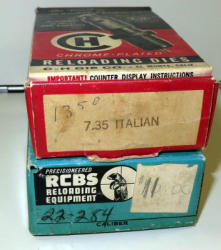 H
CHROME-PLATED
RELOADING DIES
C-H DIE CO.
IMPORTANT! COUNTER DISPLAY INSTRUCTIONS
1350
7.35 ITALIAN
PRECISIONEERED
RCBS
RELOADING
EQUIPMENT
11.00
22-284
CALIBER